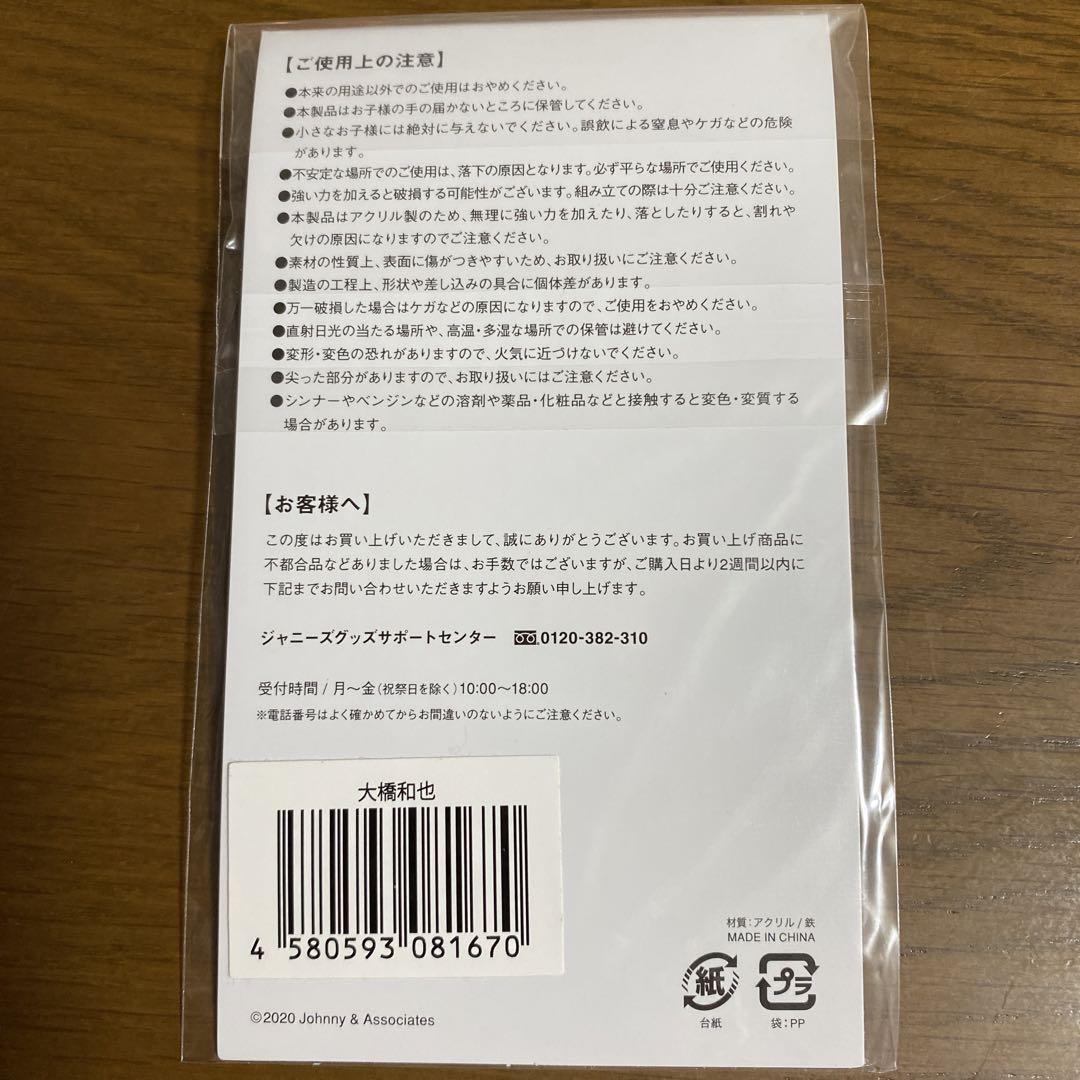 【ご使用上の注意】
●本来の用途以外でのご使用はおやめください。
●本製品はお子様の手の届かないところに保管してください。
●小さなお子様には絶対に与えないでください。誤飲による窒息やケガなどの危険
があります。
●不安定な場所でのご使用は、落下の原因となります。必ず平らな場所でご使用ください。
●強い力を加えると破損する可能性がございます。組み立ての際は十分ご注意ください。
●本製品はアクリル製のため、無理に強い力を加えたり、落としたりすると、割れや
欠けの原因になりますのでご注意ください。
●素材の性質上、表面に傷がつきやすいため、お取り扱いにご注意ください。
●製造の工程上、形状や差し込みの具合に個体差があります。
●万一破損した場合はケガなどの原因になりますので、ご使用をおやめください。
●直射日光の当たる場所や、高温・多湿な場所での保管は避けてください。
●変形・変色の恐れがありますので、火気に近づけないでください。
●尖った部分がありますので、お取り扱いにはご注意ください。
●シンナーやベンジンなどの溶剤や薬品・化粧品などと接触すると変色・変質する
場合があります。
【お客様へ】
この度はお買い上げいただきまして、誠にありがとうございます。お買い上げ商品に
不都合品などありました場合は、お手数ではございますが、ご購入日より2週間以内に
下記までお問い合わせいただきますようお願い申し上げます。
ジャニーズグッズサポートセンター 0120-382-310
受付時間 / 月〜金(祝祭日を除く)10:00〜18:00
※電話番号はよく確かめてからお間違いのないようにご注意ください。
大橋和也
4 580593 081670
材質:アクリル / 鉄
MADE IN CHINA
紙 プラ
台紙 袋:PP
©2020 Johnny & Associates